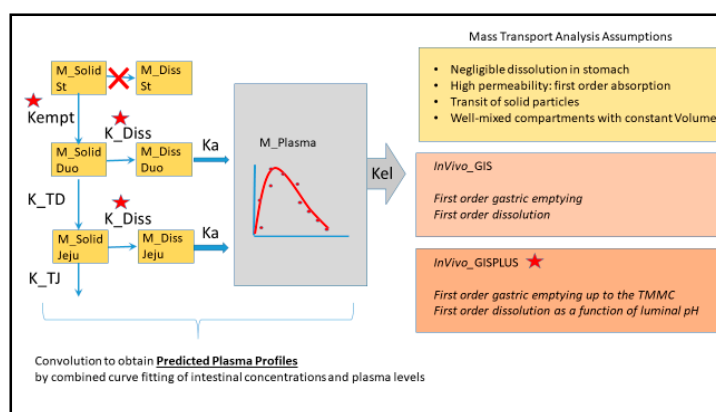 Mass Transport Analysis Assumptions
M_Solid
St
M_Diss
St
Kempt
M_Solid
Duo
K_Diss
M_Diss
Duo
Ka
K_TD
M_Solid
Jeju
K_Diss
M_Diss
Jeju
Ka
K_TJ
M_Plasma
Kel
• Negligible dissolution in stomach
• High permeability: first order absorption
• Transit of solid particles
• Well-mixed compartments with constant Volume
InVivo_GIS
First order gastric emptying
First order dissolution
InVivo_GISPLUS
First order gastric emptying up to the TMMC
First order dissolution as a function of luminal pH
Convolution to obtain Predicted Plasma Profiles
by combined curve fitting of intestinal concentrations and plasma levels